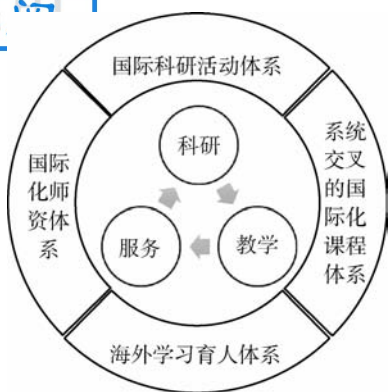 国际科研活动体系
科研
系统
交叉
的国
际化
课程
体系
国际
化师
资体
系
服务
教学
海外学习育人体系